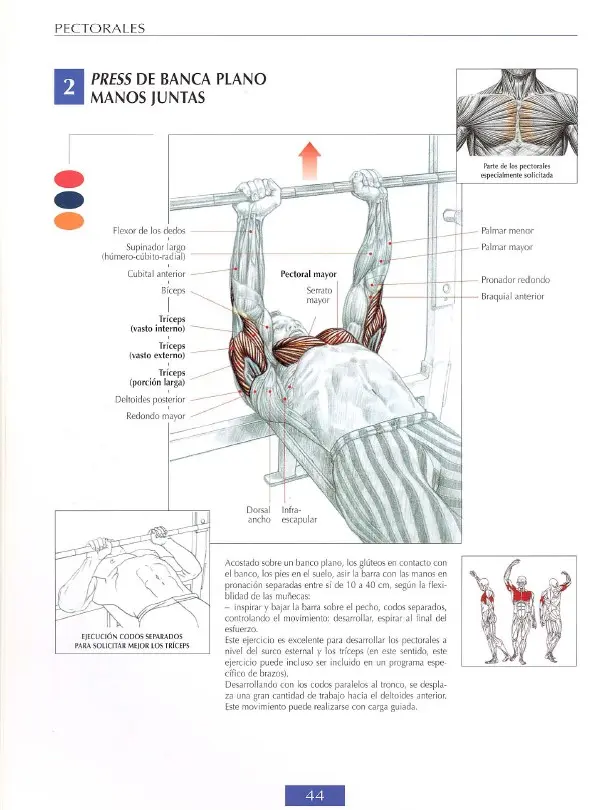 PECTORALES
2
PRESS DE BANCA PLANO
MANOS JUNTAS
Parte de los pectorales
especialmente solicitada
Flexor de los dedos
Supinador largo
(húmero-cúbito-radial)
Cubital anterior
Bíceps
Tríceps
(vasto interno)
Tríceps
(vasto externo)
Tríceps
(porción larga)
Deltoides posterior
Redondo mayor
Pectoral mayor
Serrato
mayor
Palmar menor
Palmar mayor
Pronador redondo
Braquial anterior
Dorsal
ancho
Infra-
escapular
EJECUCIÓN CODOS SEPARADOS
PARA SOLICITAR MEJOR LOS TRÍCEPS
Acostado sobre un banco plano, los glúteos en contacto con
el banco, los pies en el suelo, asir la barra con las manos en
pronación separadas entre sí de 10 a 40 cm, según la flexi-
blidad de las muñecas:
– inspirar y bajar la barra sobre el pecho, codos separados,
controlando el movimiento: desarrollar, espirar al final del
esfuerzo.
Este ejercicio es excelente para desarrollar los pectorales a
nivel del surco esternal y los tríceps (en este sentido, este
ejercicio puede incluso ser incluido en un programa espe-
cífico de brazos).
Desarrollando con los codos paralelos al tronco, se despla-
za una gran cantidad de trabajo hacia el deltoides anterior.
Este movimiento puede realizarse con carga guiada.
44